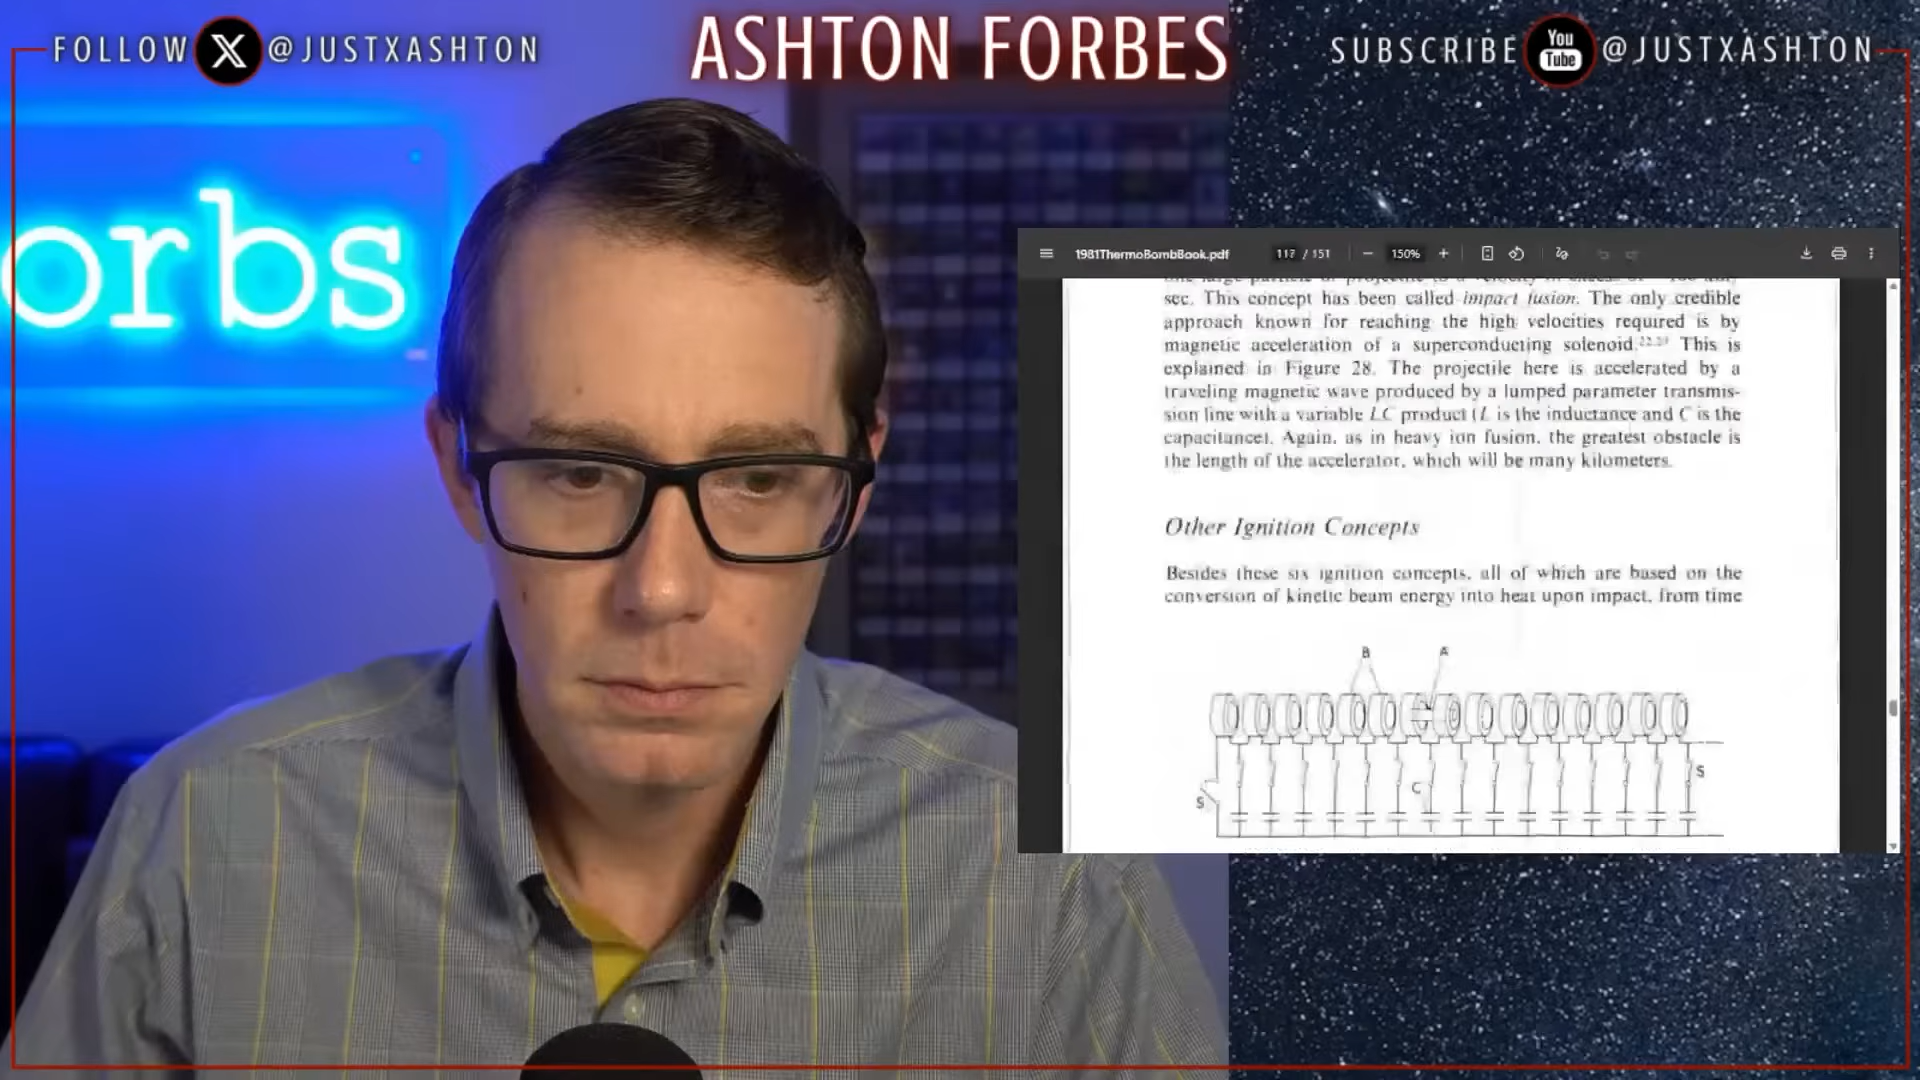 FOLLOW X @JUSTXASHTON
ASHTON FORBES
SUBSCRIBE You Tube @JUSTXASHTON
orbs
1981ThermoBombBook.pdf 117 / 151 150%
sec. This concept has been called impact fusion. The only credible
approach known for reaching the high velocities required is by
magnetic acceleration of a superconducting solenoid. This is
explained in Figure 28. The projectile here is accelerated by a
traveling magnetic wave produced by a lumped parameter transmis-
sion line with a variable LC product (L is the inductance and C is the
capacitance). Again, as in heavy ion fusion, the greatest obstacle is
the length of the accelerator, which will be many kilometers.
Other Ignition Concepts
Besides these six ignition concepts, all of which are based on the
conversion of kinetic beam energy into heat upon impact, from time
B A
S
C
S